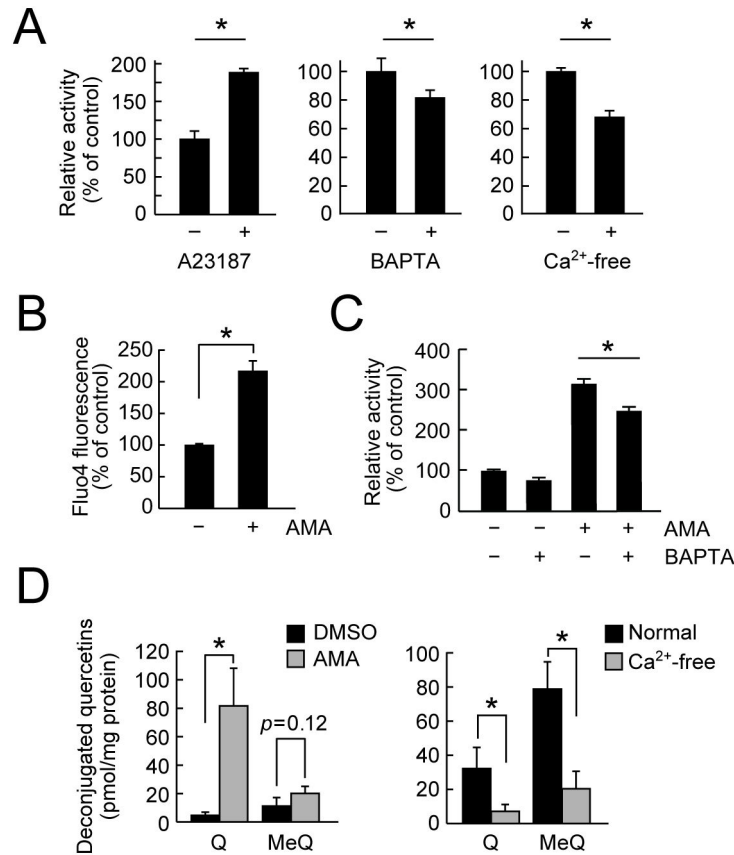 A
Relative activity
(% of control)
200
150
100
50
0
*
− +
A23187
100
80
60
40
20
0
*
− +
BAPTA
100
80
60
40
20
0
*
− +
Ca²⁺-free
B
Fluo4 fluorescence
(% of control)
250
200
150
100
50
0
*
− + AMA
C
Relative activity
(% of control)
400
300
200
100
0
*
− − + + AMA
− + − + BAPTA
D
Deconjugated quercetins
(pmol/mg protein)
DMSO
AMA
120
100
80
60
40
20
0
*
p=0.12
Q MeQ
Normal
Ca²⁺-free
100
80
60
40
20
0
*
*
Q MeQ